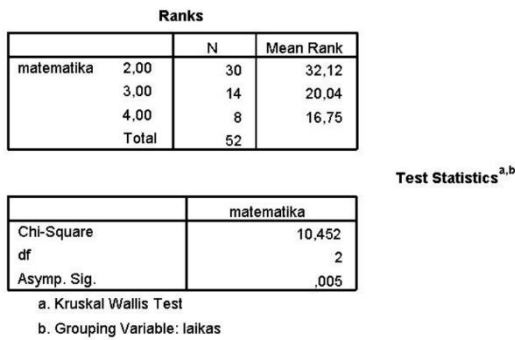 Ranks
N Mean Rank
matematika 2,00 30 32,12
3,00 14 20,04
4,00 8 16,75
Total 52
Test Statistics a,b
matematika
Chi-Square 10,452
df 2
Asymp. Sig. ,005
a. Kruskal Wallis Test
b. Grouping Variable: laikas